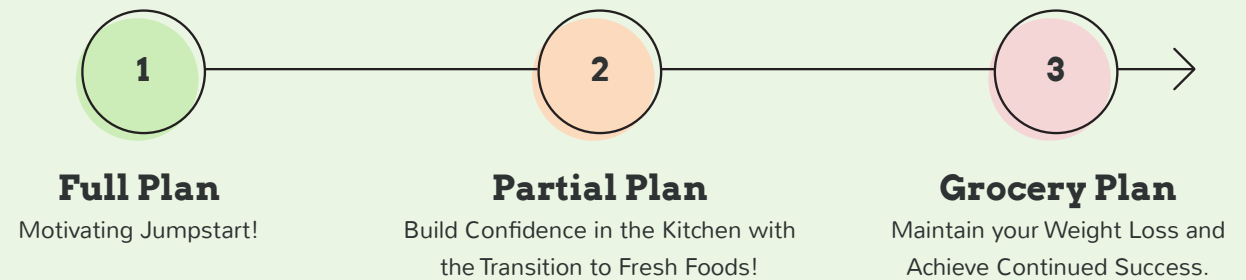 1
2
3
Full Plan
Motivating Jumpstart!
Partial Plan
Build Confidence in the Kitchen with
the Transition to Fresh Foods!
Grocery Plan
Maintain your Weight Loss and
Achieve Continued Success.